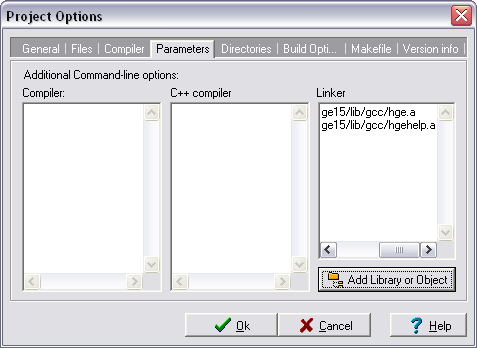 Project Options
General Files Compiler Parameters Directories Build Opti... Makefile Version info
Additional Command-line options:
Compiler: C++ compiler Linker
ge15/lib/gcc/hge.a
ge15/lib/gcc/hgehelp.a
Add Library or Object
Ok Cancel Help